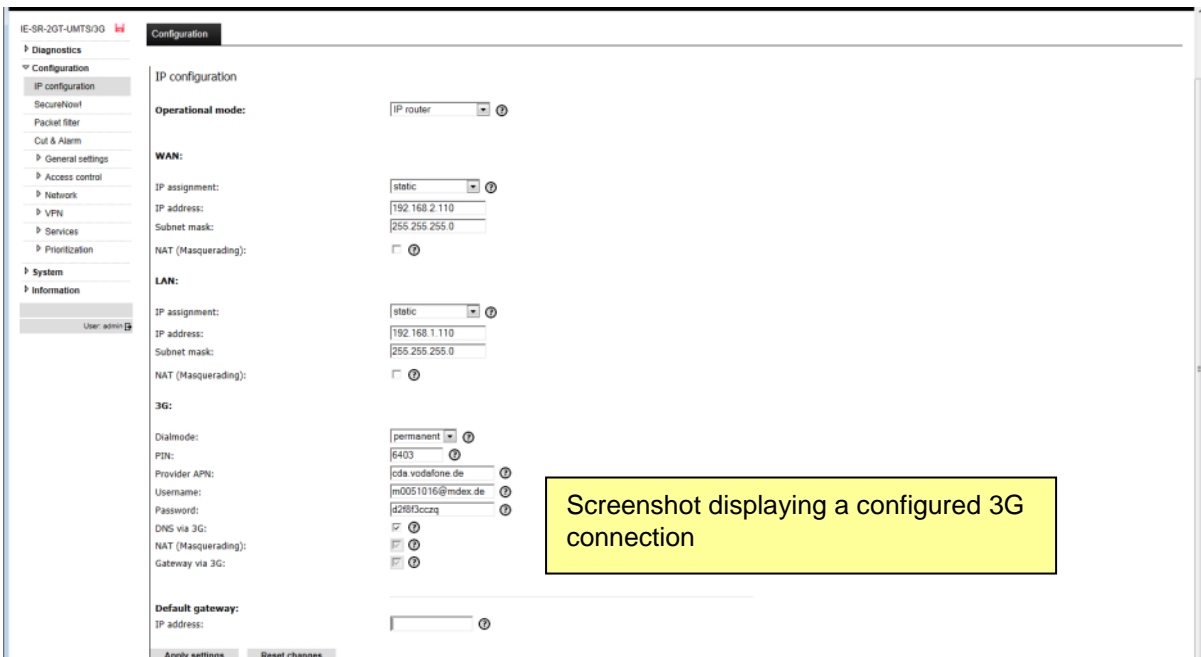 IE-SR-2GT-UMTS/3G
Diagnostics
Configuration
IP configuration
SecureNow!
Packet filter
Cut & Alarm
General settings
Access control
Network
VPN
Services
Prioritization
System
Information
User: admin
Configuration
IP configuration
Operational mode: IP router
WAN:
IP assignment: static
IP address: 192.168.2.110
Subnet mask: 255.255.255.0
NAT (Masquerading):
LAN:
IP assignment: static
IP address: 192.168.1.110
Subnet mask: 255.255.255.0
NAT (Masquerading):
3G:
Dialmode: permanent
PIN: 6403
Provider APN: cda.vodafone.de
Username: m0051016@mdex.de
Password: d2f8f3cczq
DNS via 3G:
NAT (Masquerading):
Gateway via 3G:
Screenshot displaying a configured 3G
connection
Default gateway:
IP address:
Apply settings Reset changes